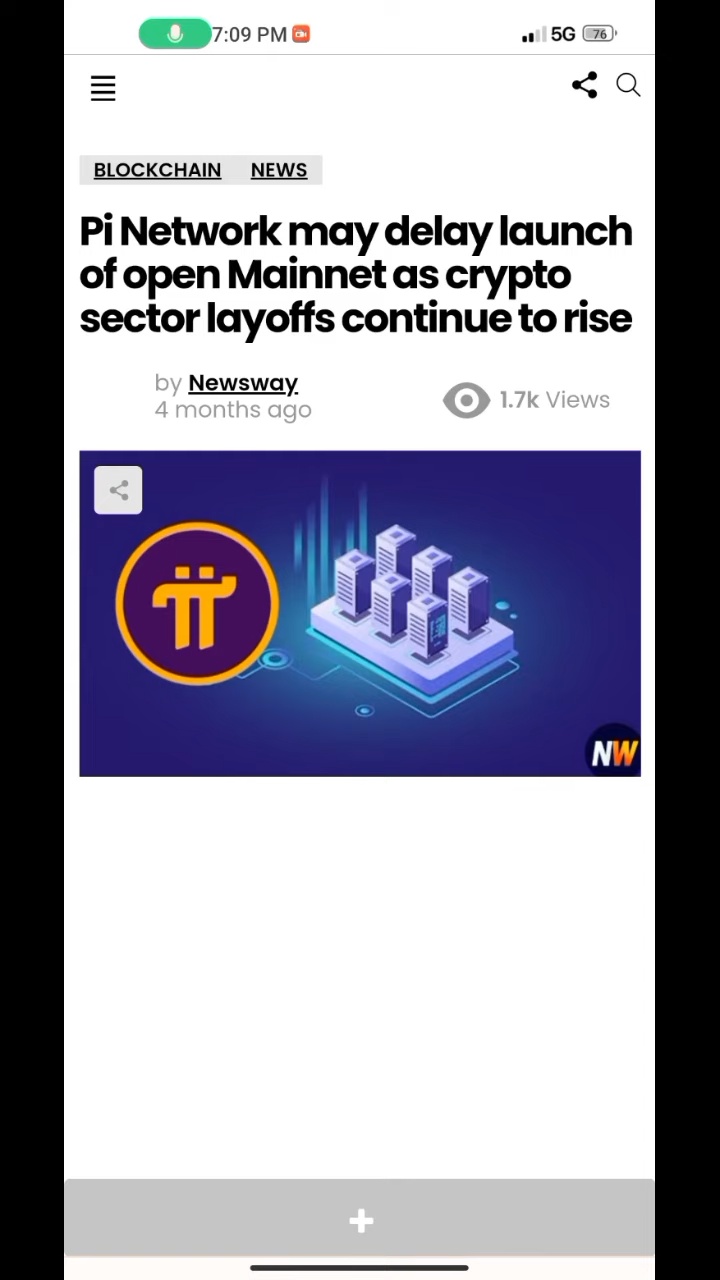 7:09 PM
5G 76
BLOCKCHAIN NEWS
Pi Network may delay launch
of open Mainnet as crypto
sector layoffs continue to rise
by Newsway
4 months ago
1.7k Views
NW